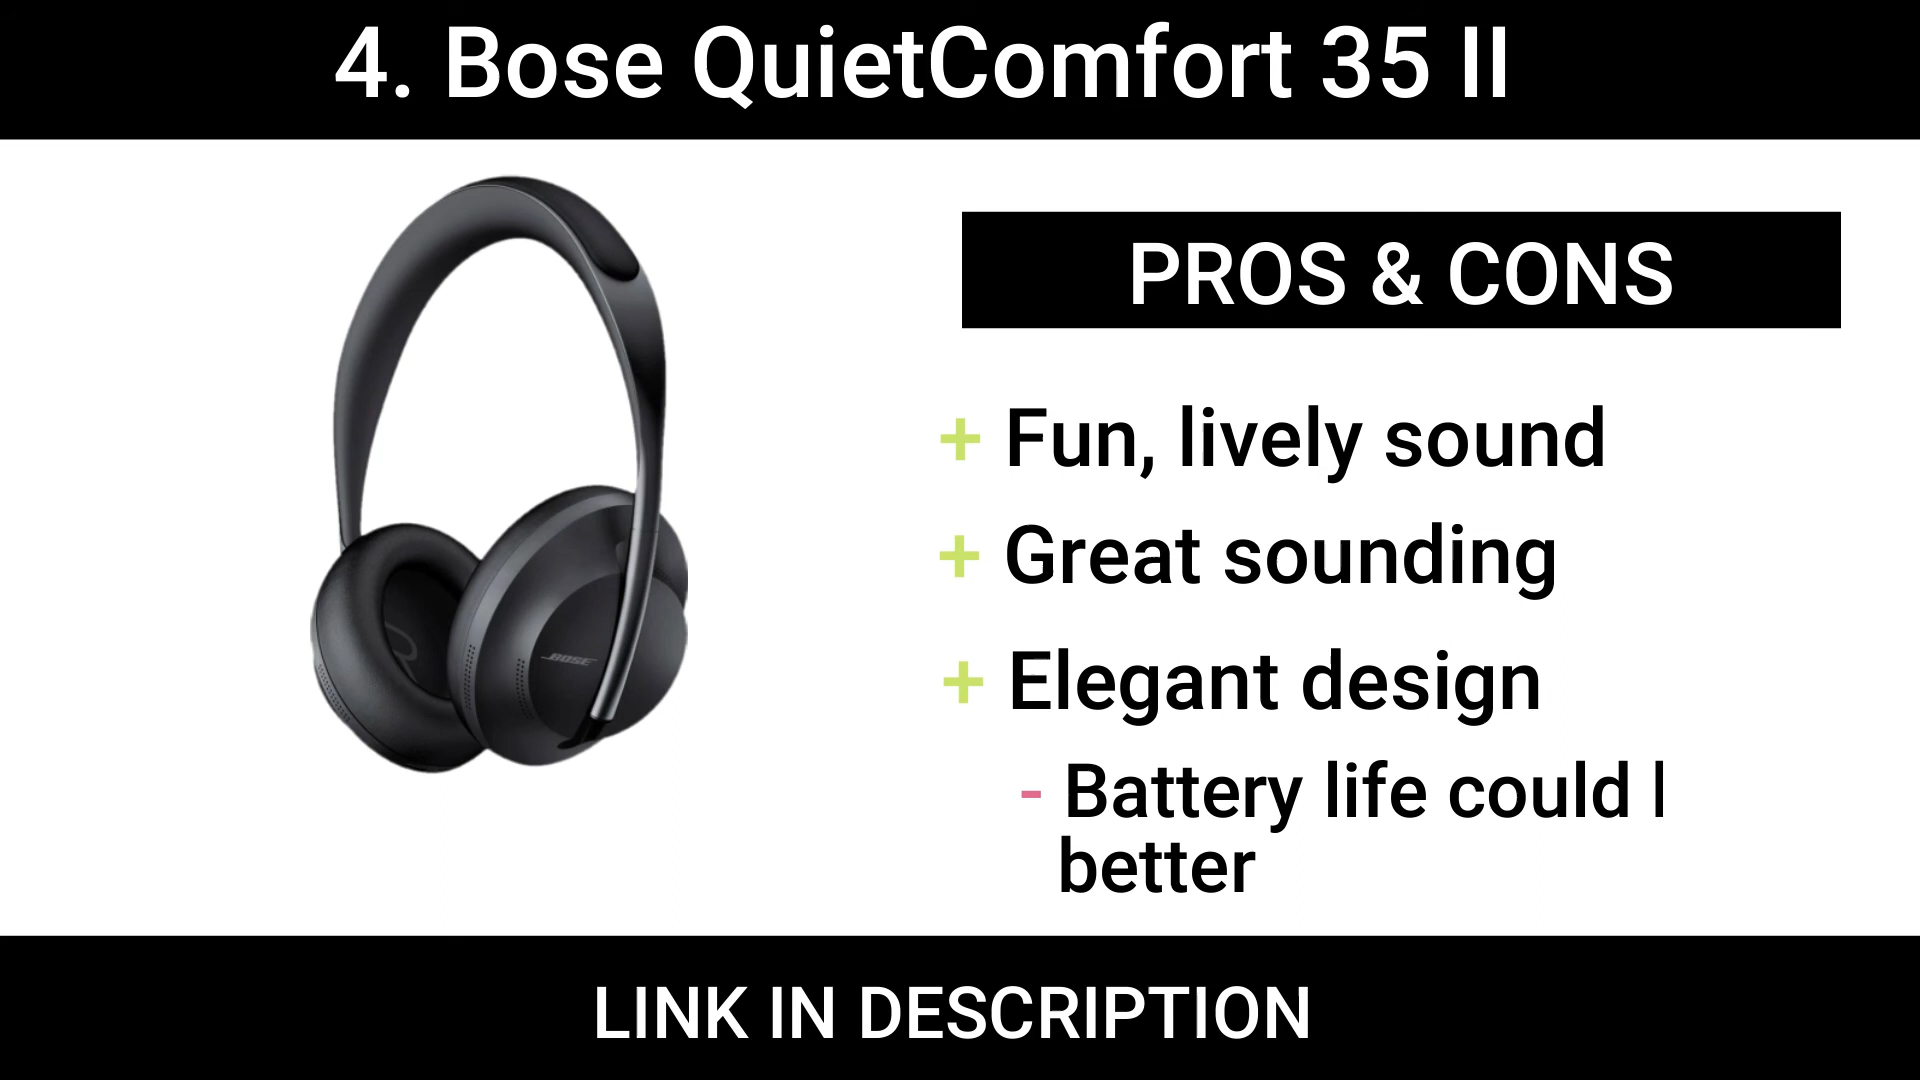 4. Bose QuietComfort 35 II
PROS & CONS
+ Fun, lively sound
+ Great sounding
+ Elegant design
BOSE
- Battery life could
better
LINK IN DESCRIPTION